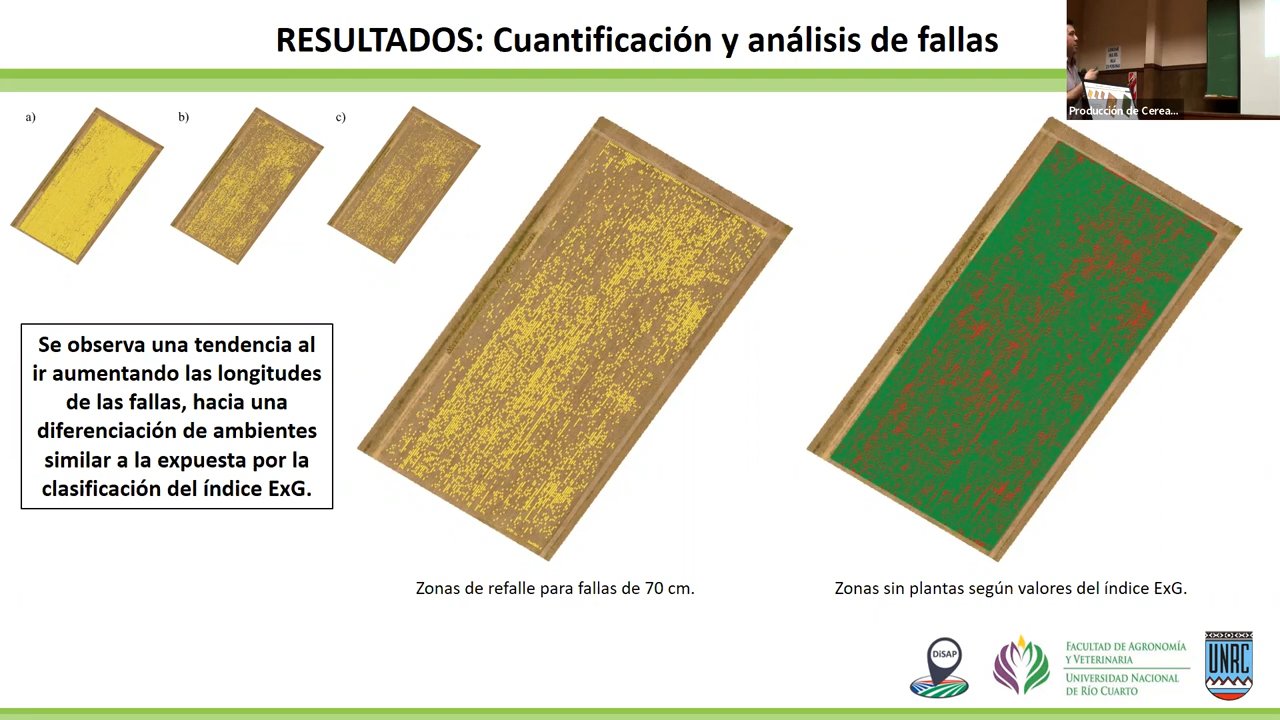 RESULTADOS: Cuantificación y análisis de fallas
Producción de Cerea...
a)
b)
c)
Se observa una tendencia al
ir aumentando las longitudes
de las fallas, hacia una
diferenciación de ambientes
similar a la expuesta por la
clasificación del índice ExG.
Zonas de refalle para fallas de 70 cm.
Zonas sin plantas según valores del índice ExG.
DiSAP
FACULTAD DE AGRONOMÍA
Y VETERINARIA
UNIVERSIDAD NACIONAL
DE RÍO CUARTO
UNRC